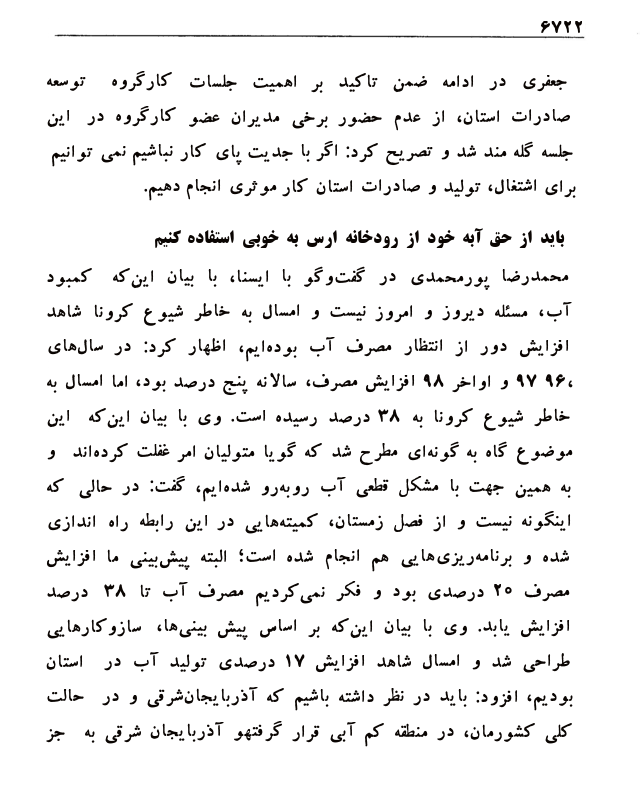 ۶۷۲۲
جعفری در ادامه ضمن تاکید بر اهمیت جلسات کارگروه توسعه
صادرات استان، از عدم حضور برخی مدیران عضو کارگروه در این
جلسه گله مند شد و تصریح کرد: اگر با جدیت پای کار نباشیم نمی توانیم
برای اشتغال، تولید و صادرات استان کار موثری انجام دهیم.
باید از حق آبه خود از رودخانه ارس به خوبی استفاده کنیم
محمدرضا پورمحمدی در گفت‌وگو با ایسنا، با بیان این‌که کمبود
آب، مسئله دیروز و امروز نیست و امسال به خاطر شیوع کرونا شاهد
افزایش دور از انتظار مصرف آب بوده‌ایم، اظهار کرد: در سال‌های
۹۶، ۹۷ و اواخر ۹۸ افزایش مصرف، سالانه پنج درصد بود، اما امسال به
خاطر شیوع کرونا به ۳۸ درصد رسیده است. وی با بیان این‌که این
موضوع گاه به گونه‌ای مطرح شد که گویا متولیان امر غفلت کرده‌اند و
به همین جهت با مشکل قطعی آب روبه‌رو شده‌ایم، گفت: در حالی که
اینگونه نیست و از فصل زمستان، کمیته‌هایی در این رابطه راه اندازی
شده و برنامه‌ریزی‌هایی هم انجام شده است؛ البته پیش‌بینی ما افزایش
مصرف ۲۰ درصدی بود و فکر نمی‌کردیم مصرف آب تا ۳۸ درصد
افزایش یابد. وی با بیان این‌که بر اساس پیش بینی‌ها، سازوکارهایی
طراحی شد و امسال شاهد افزایش ۱۷ درصدی تولید آب در استان
بودیم، افزود: باید در نظر داشته باشیم که آذربایجان‌شرقی و در حالت
کلی کشورمان، در منطقه کم آبی قرار گرفتهو آذربایجان شرقی به جز